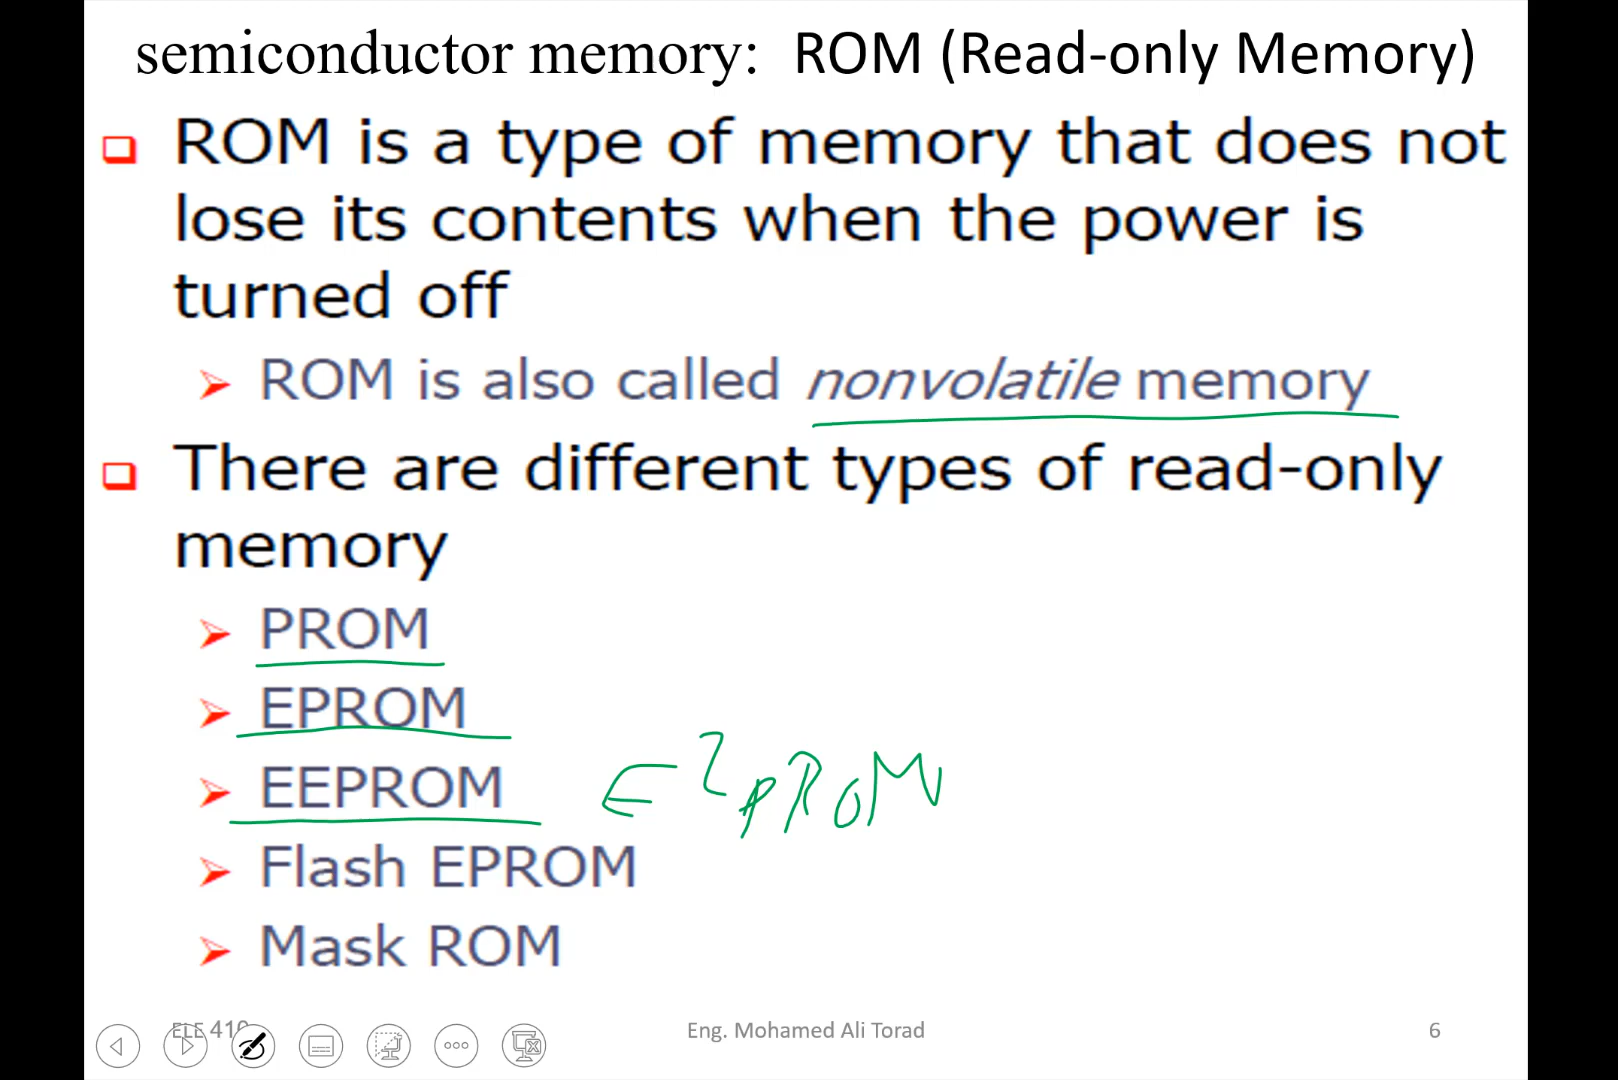 semiconductor memory: ROM (Read-only Memory)
ROM is a type of memory that does not
lose its contents when the power is
turned off
ROM is also called nonvolatile memory
There are different types of read-only
memory
PROM
EPROM
EEPROM E²PROM
Flash EPROM
Mask ROM
ELE 410 Eng. Mohamed Ali Torad 6